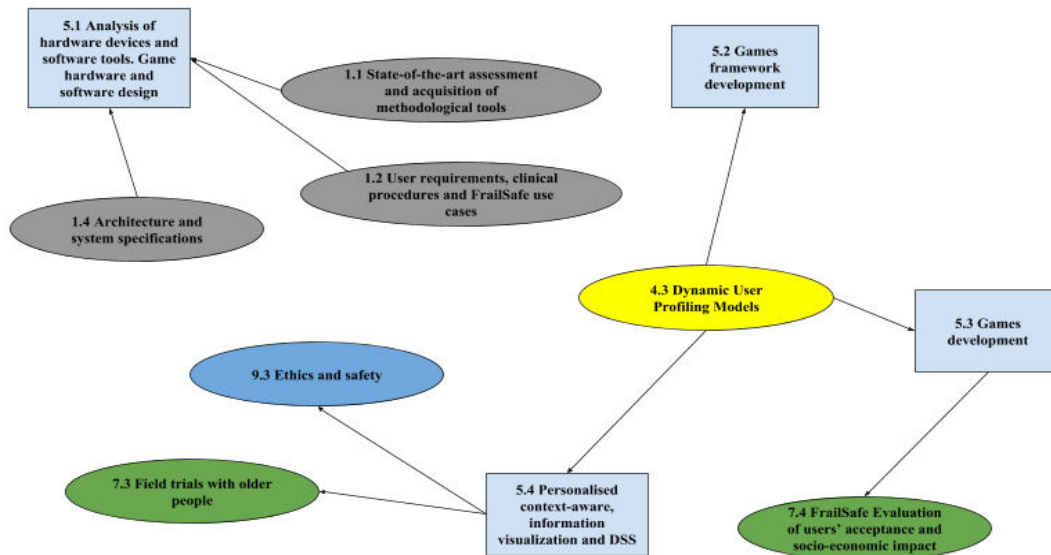 5.1 Analysis of
hardware devices and
software tools. Game
hardware and
software design
5.2 Games
framework
development
1.1 State-of-the-art assessment
and acquisition of
methodological tools
1.2 User requirements, clinical
procedures and FrailSafe use
cases
1.4 Architecture and
system specifications
4.3 Dynamic User
Profiling Models
5.3 Games
development
9.3 Ethics and safety
7.3 Field trials with older
people
5.4 Personalised
context-aware,
information
visualization and DSS
7.4 FrailSafe Evaluation
of users’ acceptance and
socio-economic impact